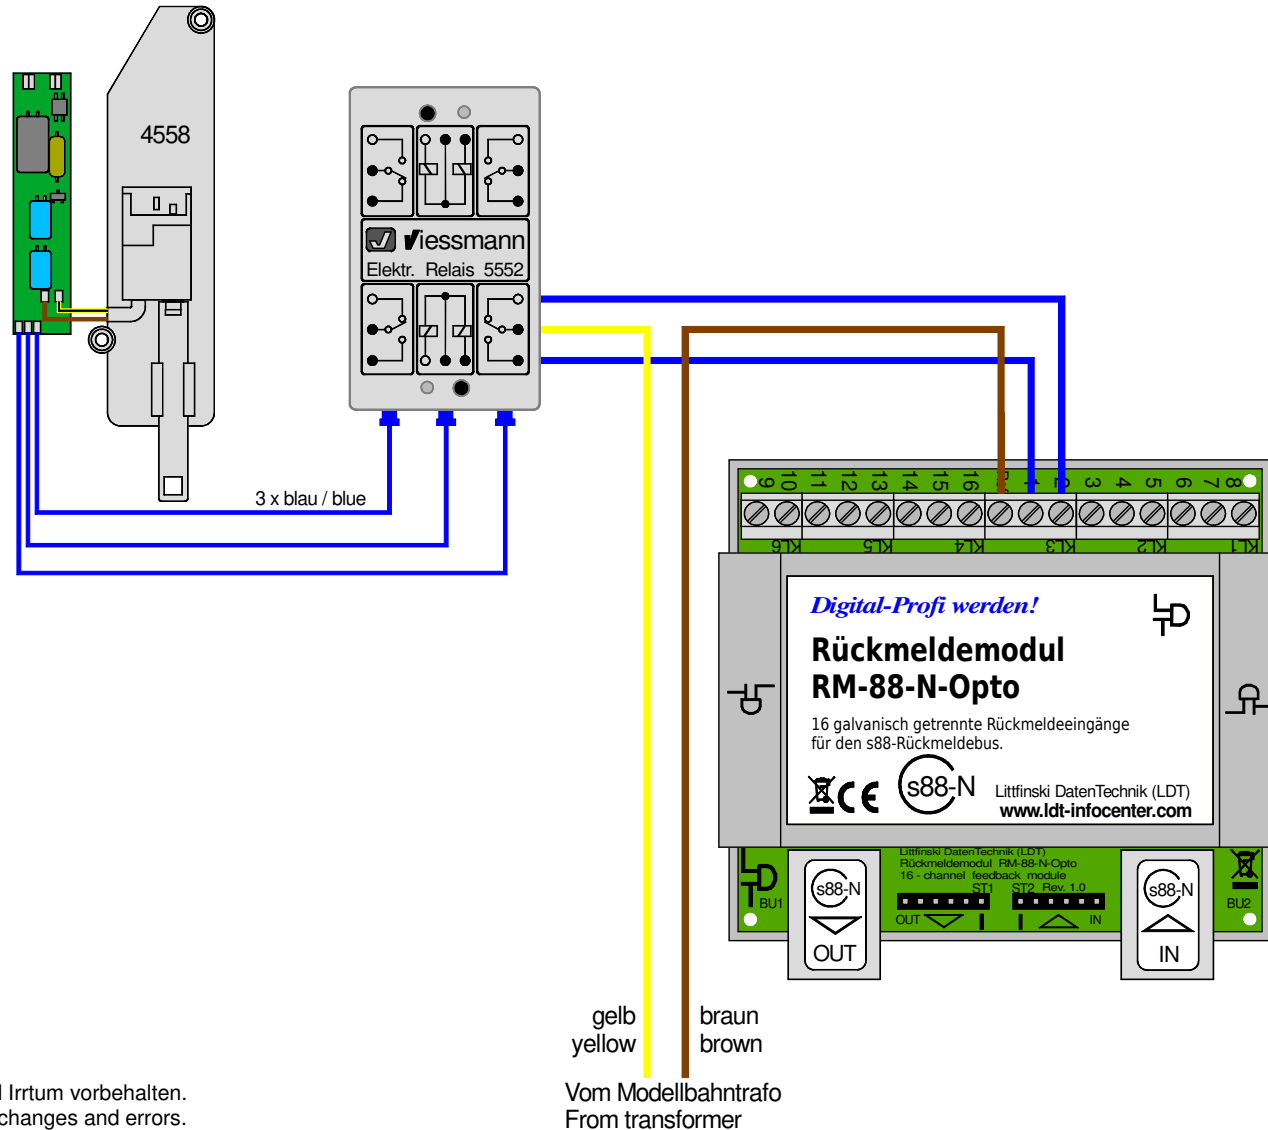 4558
Viessmann
Elektr. Relais 5552
3 x blau / blue
9 10 11 12 13 14 15 16 1 2 3 4 5 6 7 8
KL6 KL5 KL4 KL3 KL2 KL1
Digital-Profi werden!
Rückmeldemodul
RM-88-N-Opto
16 galvanisch getrennte Rückmeldeeingänge
für den s88-Rückmeldebus.
CE s88-N
Littfinski DatenTechnik (LDT)
www.ldt-infocenter.com
LDT
Littfinski DatenTechnik (LDT)
Rückmeldemodul RM-88-N-Opto
16 - channel feedback module
ST1 ST2 Rev. 1.0
BU1 BU2
s88-N
OUT
OUT IN
s88-N
IN
gelb
yellow
braun
brown
Vom Modellbahntrafo
From transformer
Irrtum vorbehalten.
changes and errors.